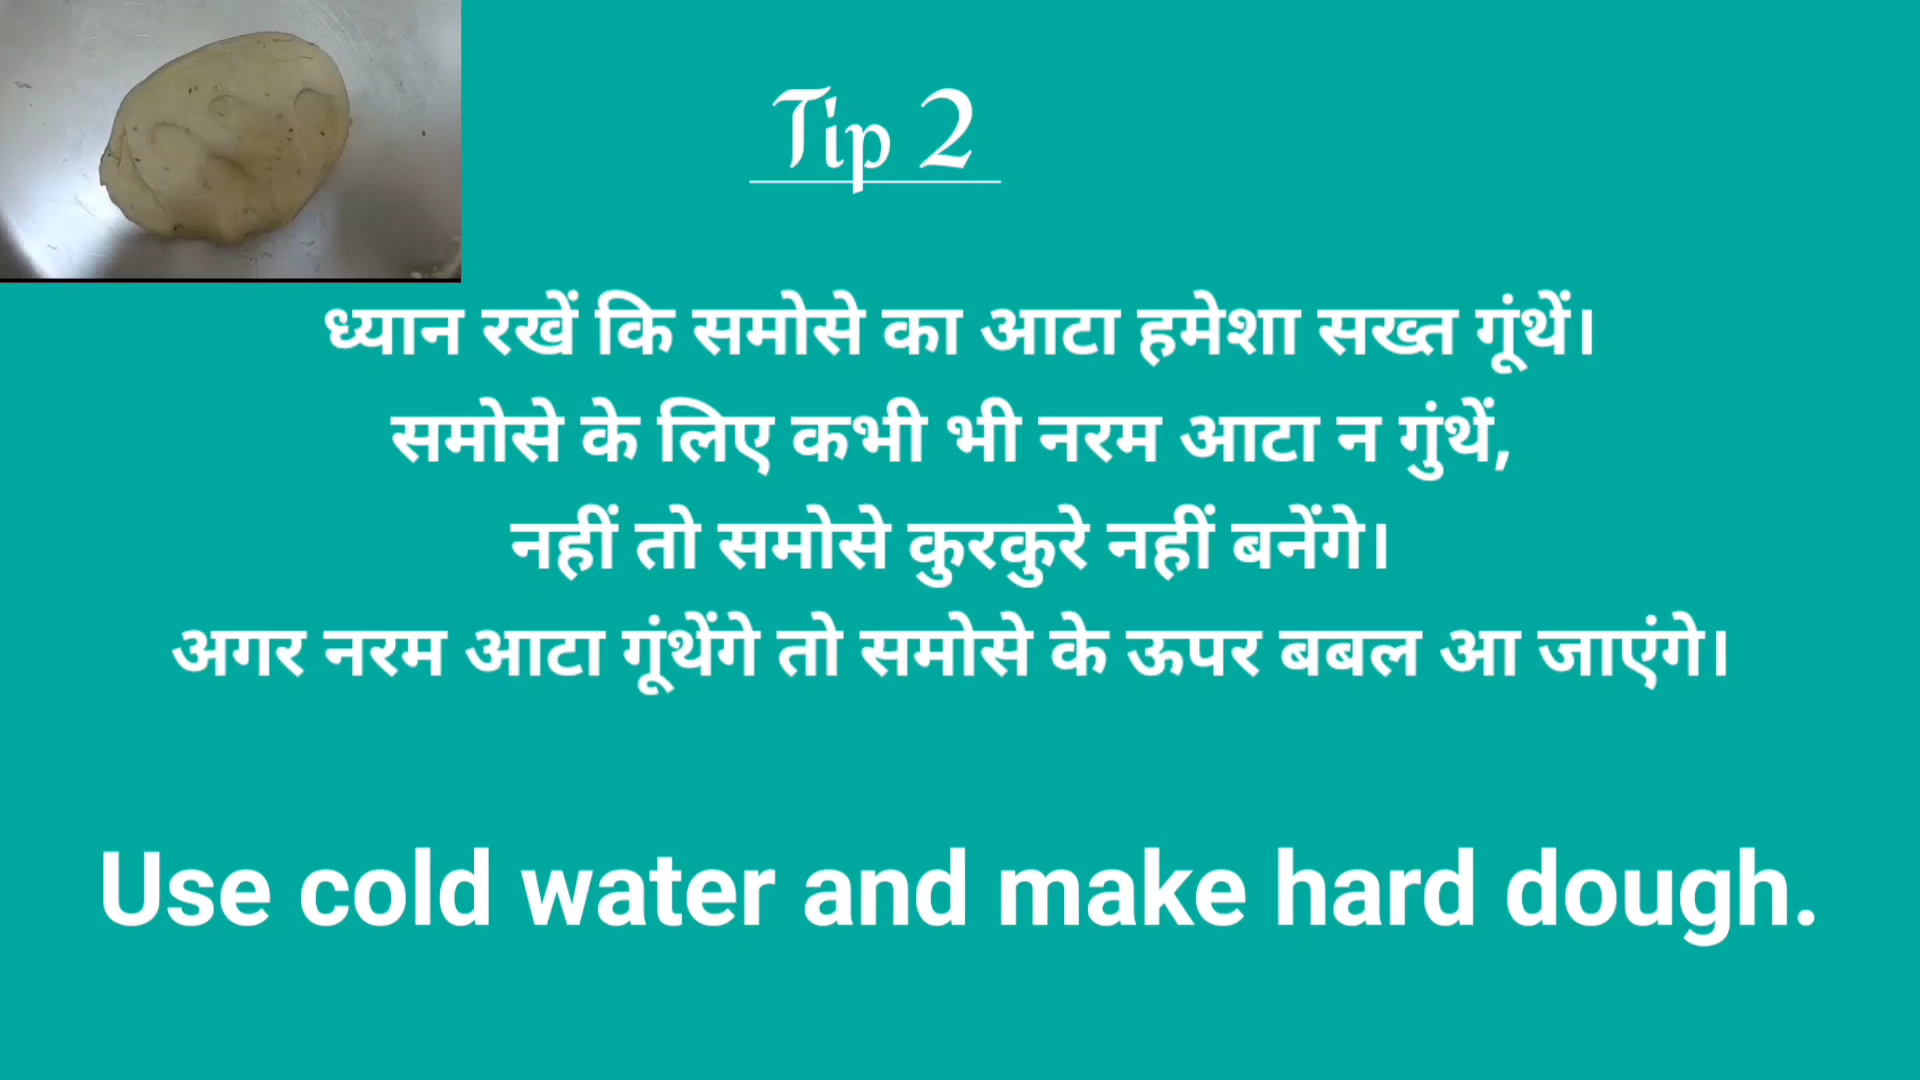 Tip 2
ध्यान रखें कि समोसे का आटा हमेशा सख्त गूंथें।
समोसे के लिए कभी भी नरम आटा न गुंथें,
नहीं तो समोसे कुरकुरे नहीं बनेंगे।
अगर नरम आटा गूंथेंगे तो समोसे के ऊपर बबल आ जाएंगे।
Use cold water and make hard dough.